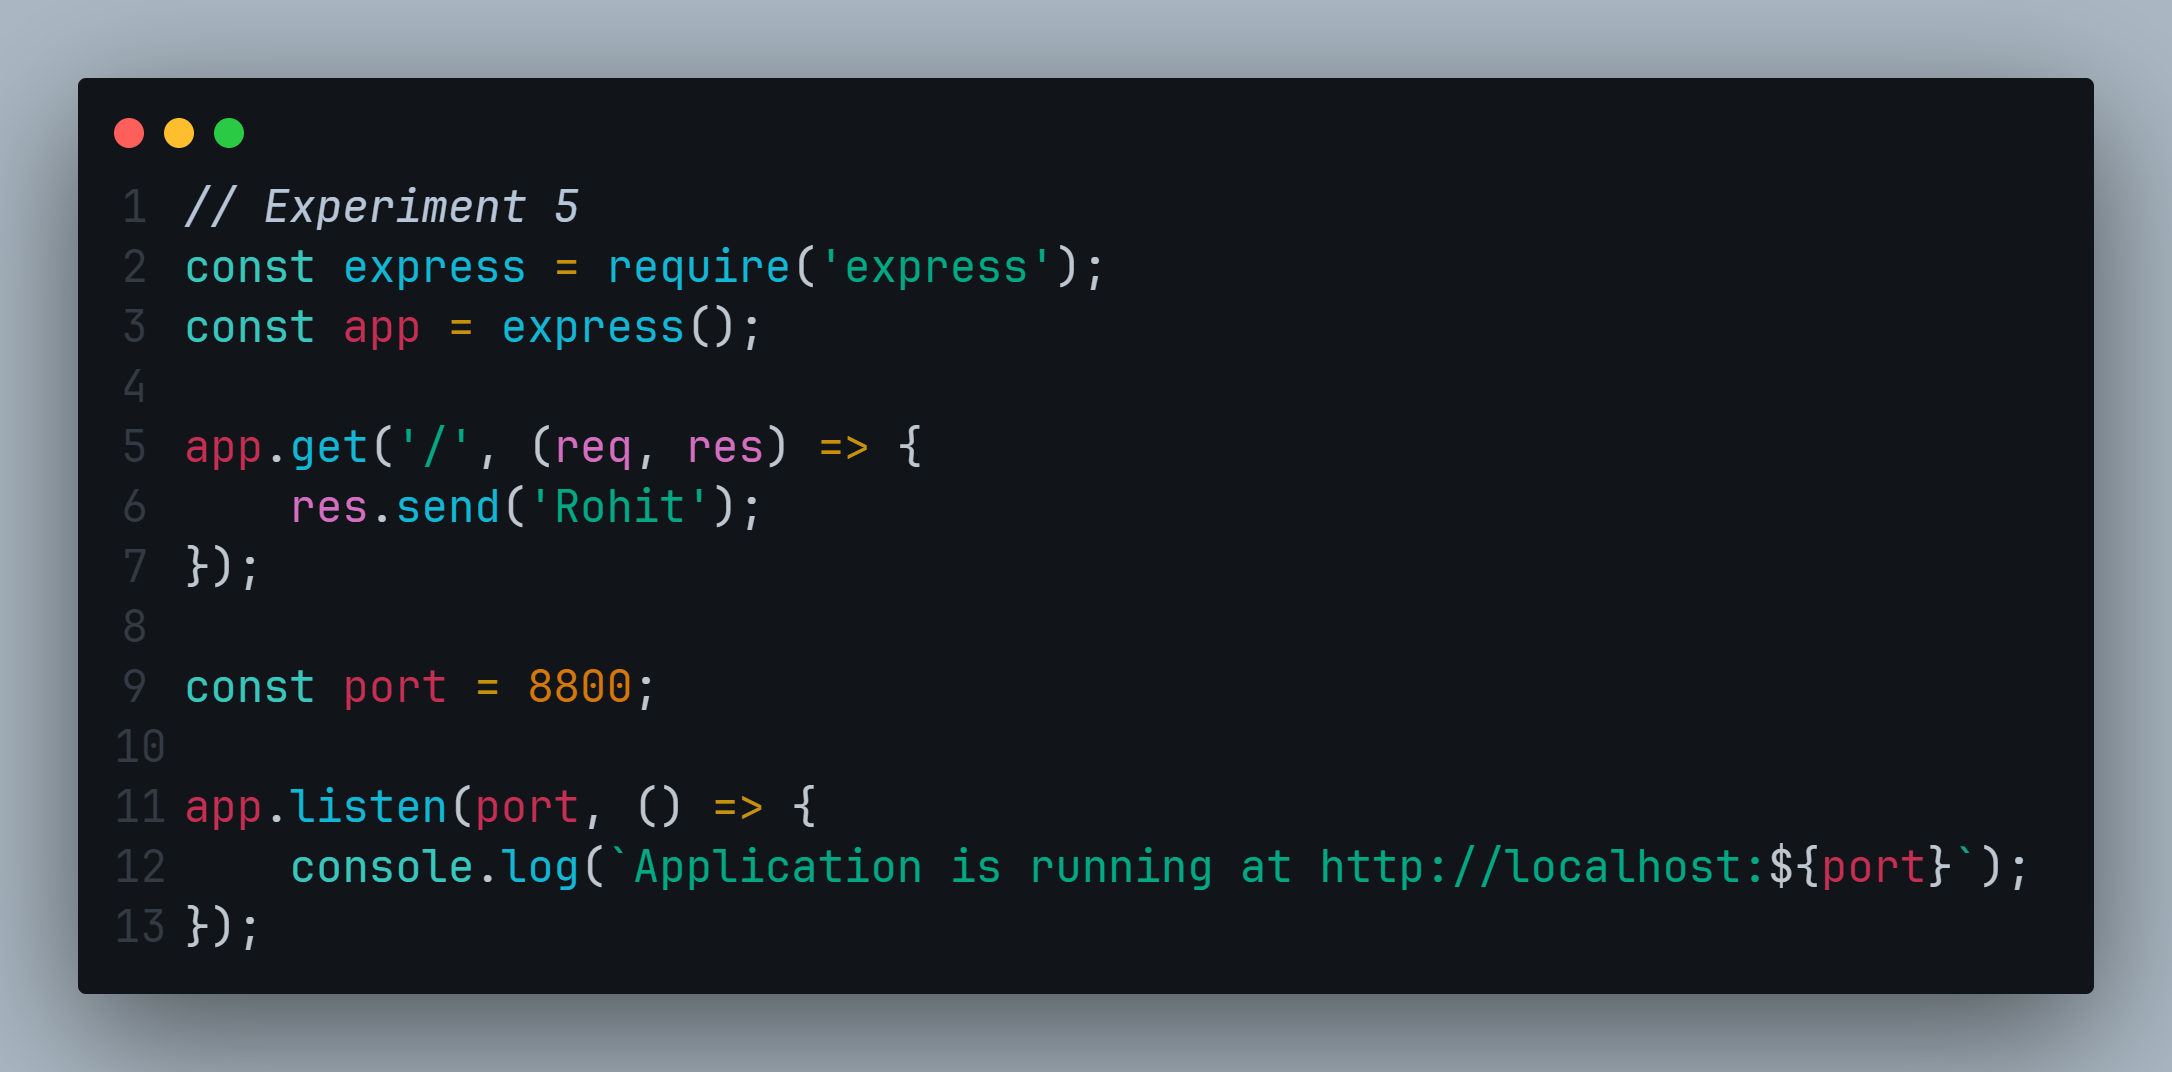 1 // Experiment 5
2 const express = require('express');
3 const app = express();
4
5 app.get('/', (req, res) => {
6     res.send('Rohit');
7 });
8
9 const port = 8800;
10
11 app.listen(port, () => {
12     console.log(`Application is running at http://localhost:${port}`);
13 });